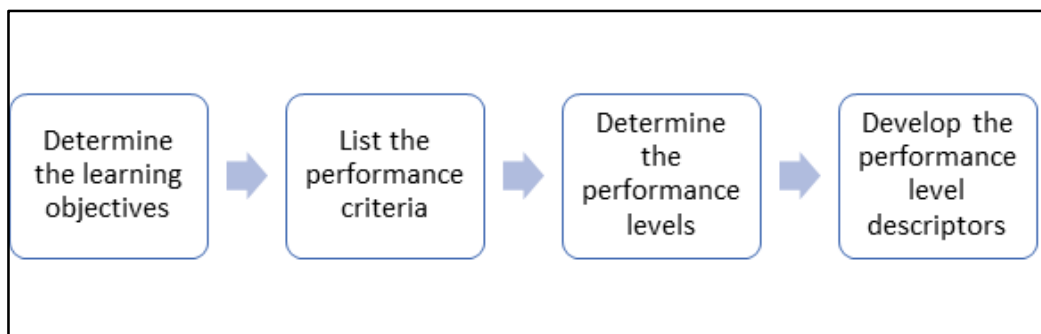 Determine
the learning
objectives
List the
performance
criteria
Determine
the
performance
levels
Develop the
performance
level
descriptors